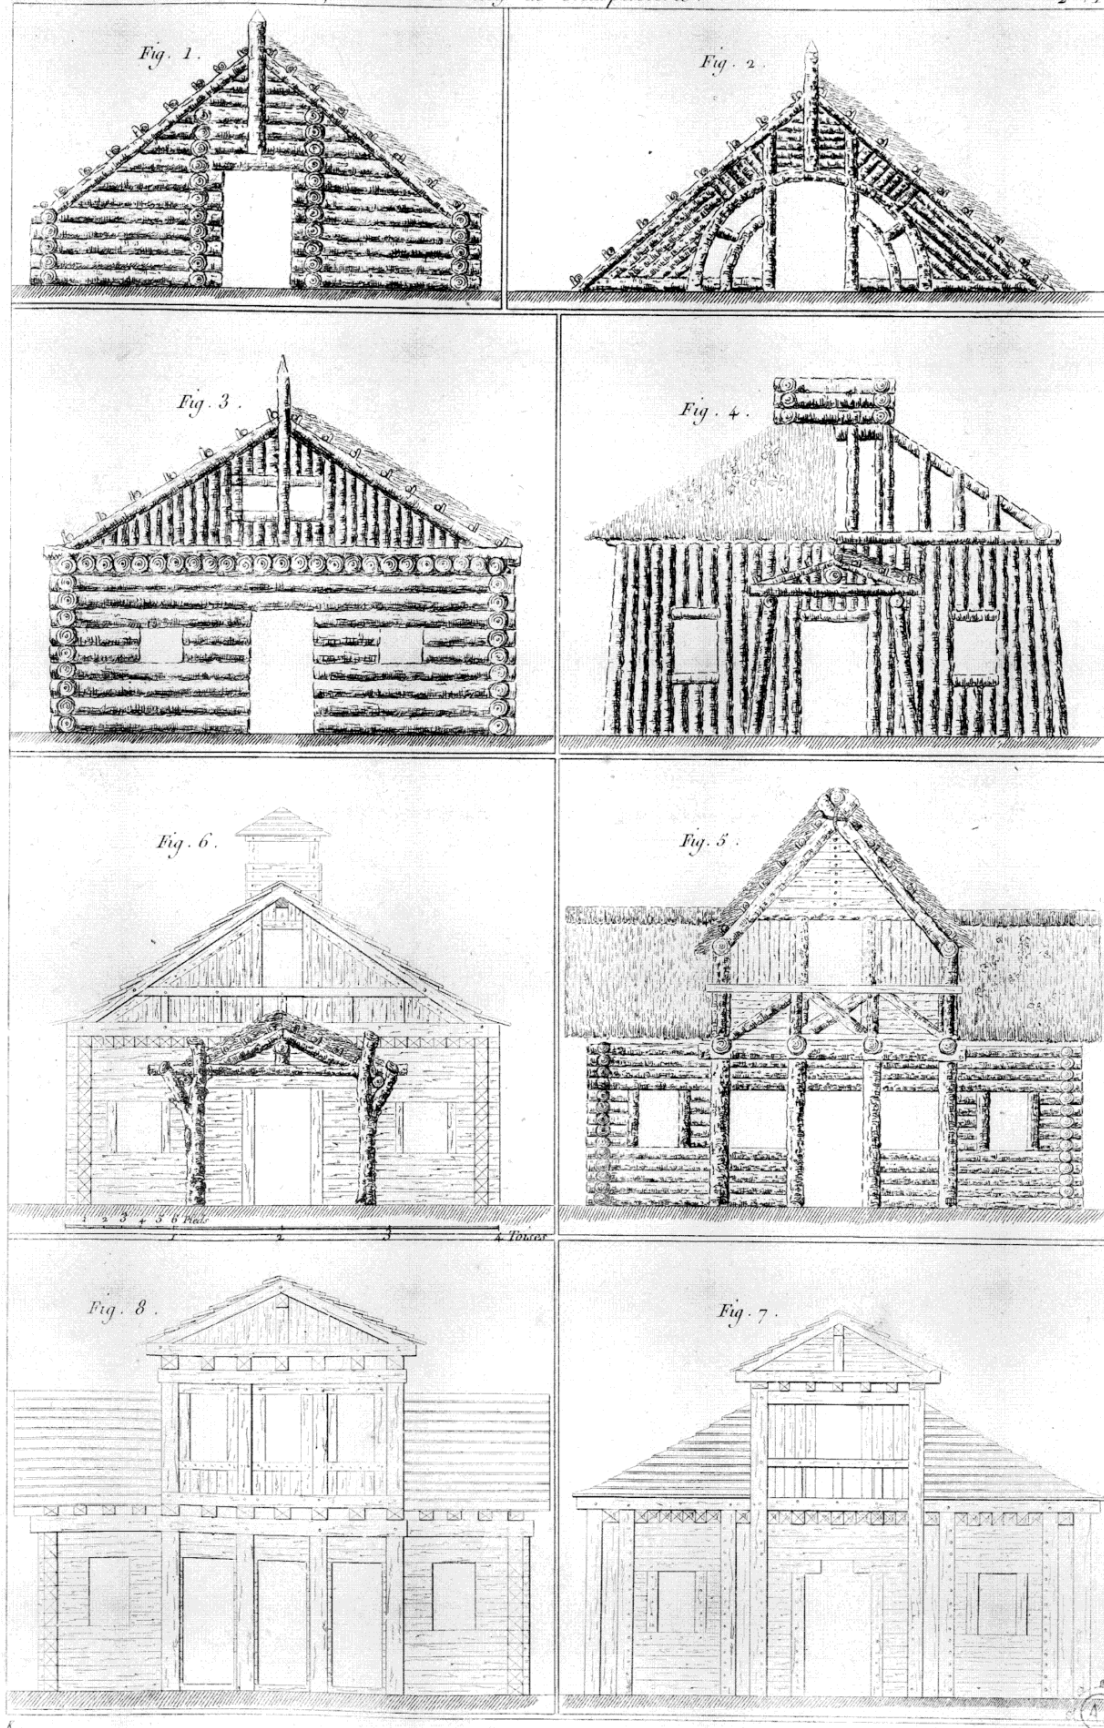 Fig. 1.
Fig. 2
Fig. 3.
Fig. 4.
Fig. 6.
Fig. 5.
1 2 3 4 5 6 Pieds
1 2 3 4 Toises
Fig. 8.
Fig. 7.